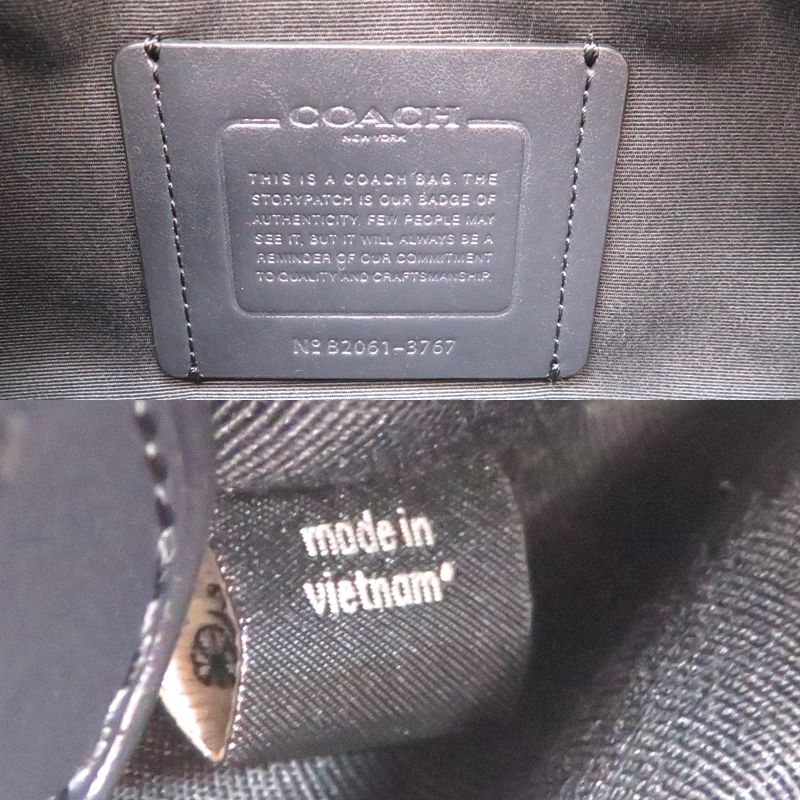 COACH
NEW YORK
THIS IS A COACH BAG. THE
STORYPATCH IS OUR BADGE OF
AUTHENTICITY. FEW PEOPLE MAY
SEE IT, BUT IT WILL ALWAYS BE A
REMINDER OF OUR COMMITMENT
TO QUALITY AND CRAFTSMANSHIP.
Nº B2061-3767
made in
vietnam*